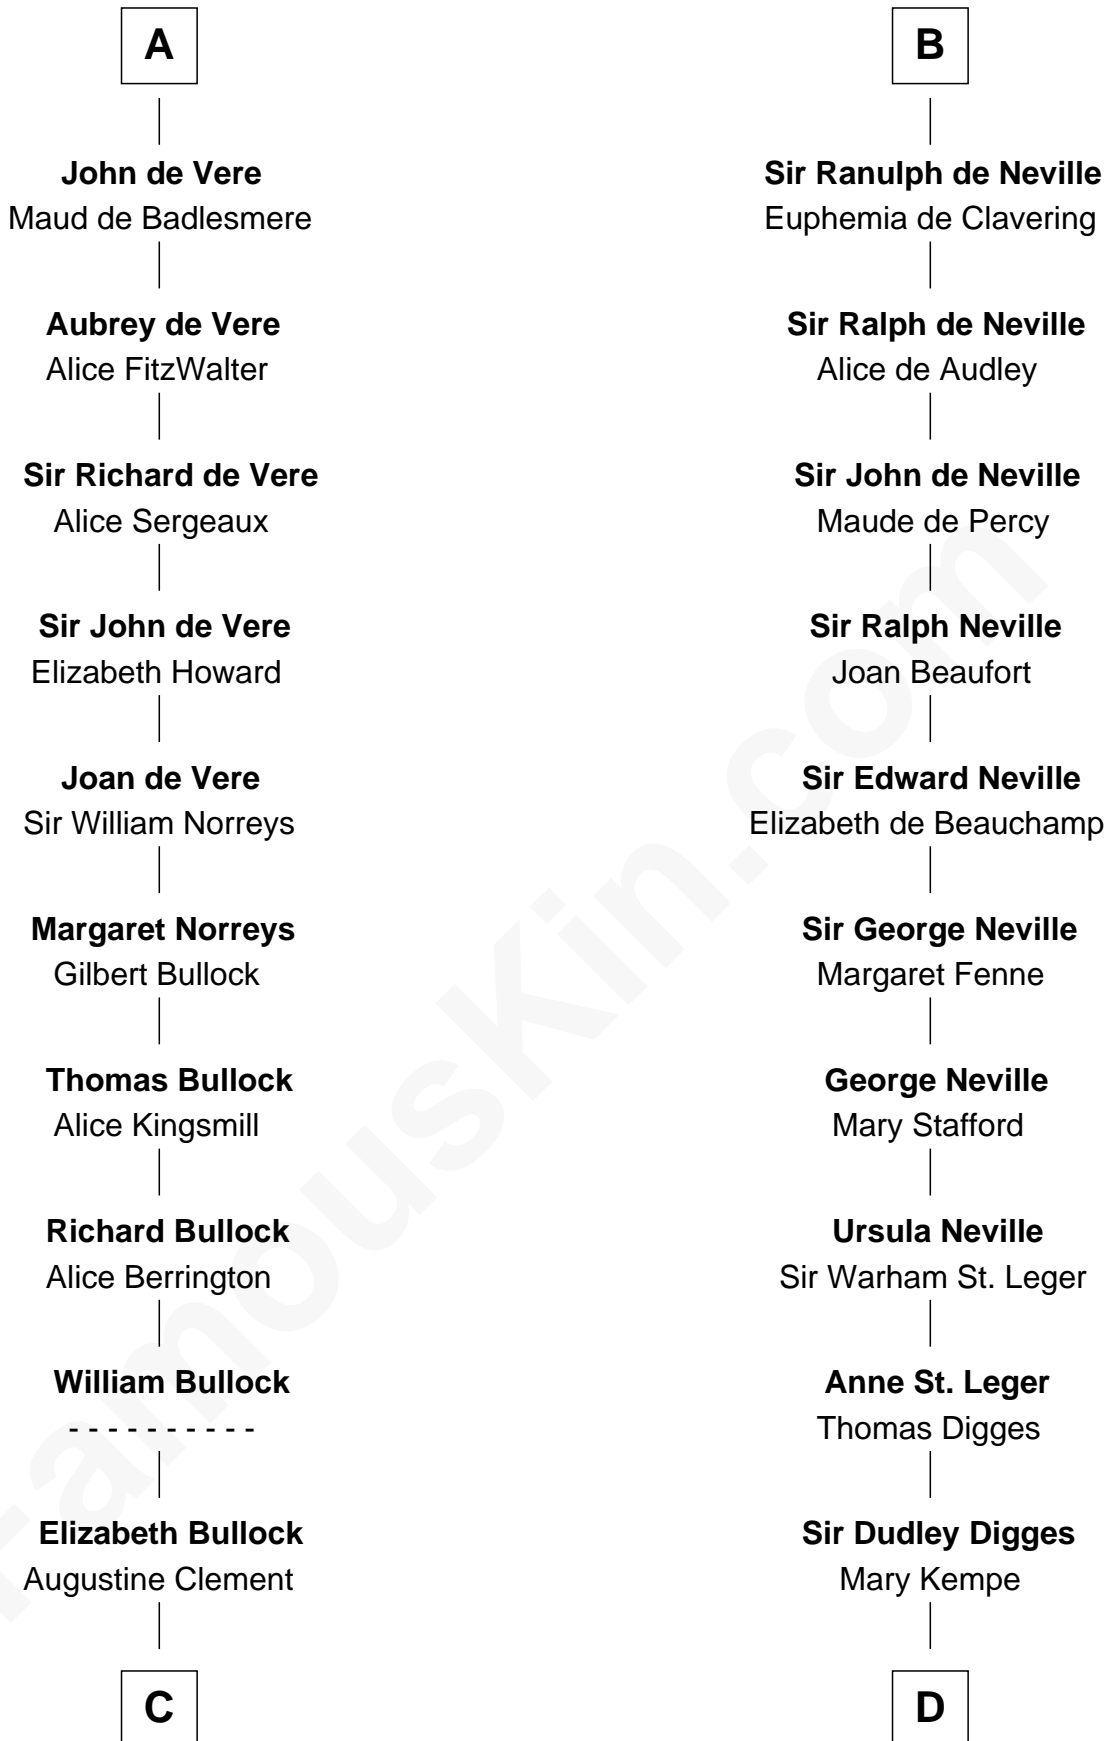 A
John de Vere
Maud de Badlesmere
Aubrey de Vere
Alice FitzWalter
Sir Richard de Vere
Alice Sergeaux
Sir John de Vere
Elizabeth Howard
Joan de Vere
Sir William Norreys
Margaret Norreys
Gilbert Bullock
Thomas Bullock
Alice Kingsmill
Richard Bullock
Alice Berrington
William Bullock
- - - - - - - - - -
Elizabeth Bullock
Augustine Clement
C
B
Sir Ranulph de Neville
Euphemia de Clavering
Sir Ralph de Neville
Alice de Audley
Sir John de Neville
Maude de Percy
Sir Ralph Neville
Joan Beaufort
Sir Edward Neville
Elizabeth de Beauchamp
Sir George Neville
Margaret Fenne
George Neville
Mary Stafford
Ursula Neville
Sir Warham St. Leger
Anne St. Leger
Thomas Digges
Sir Dudley Digges
Mary Kempe
D
FamousKin.com